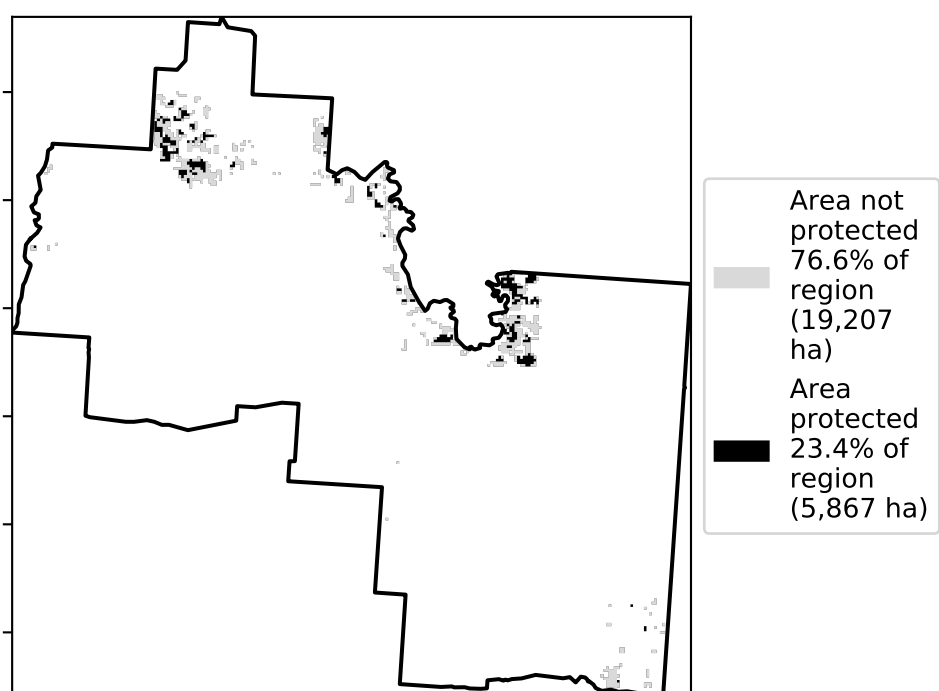 Area not
protected
76.6% of
region
(19,207
ha)
Area
protected
23.4% of
region
(5,867 ha)